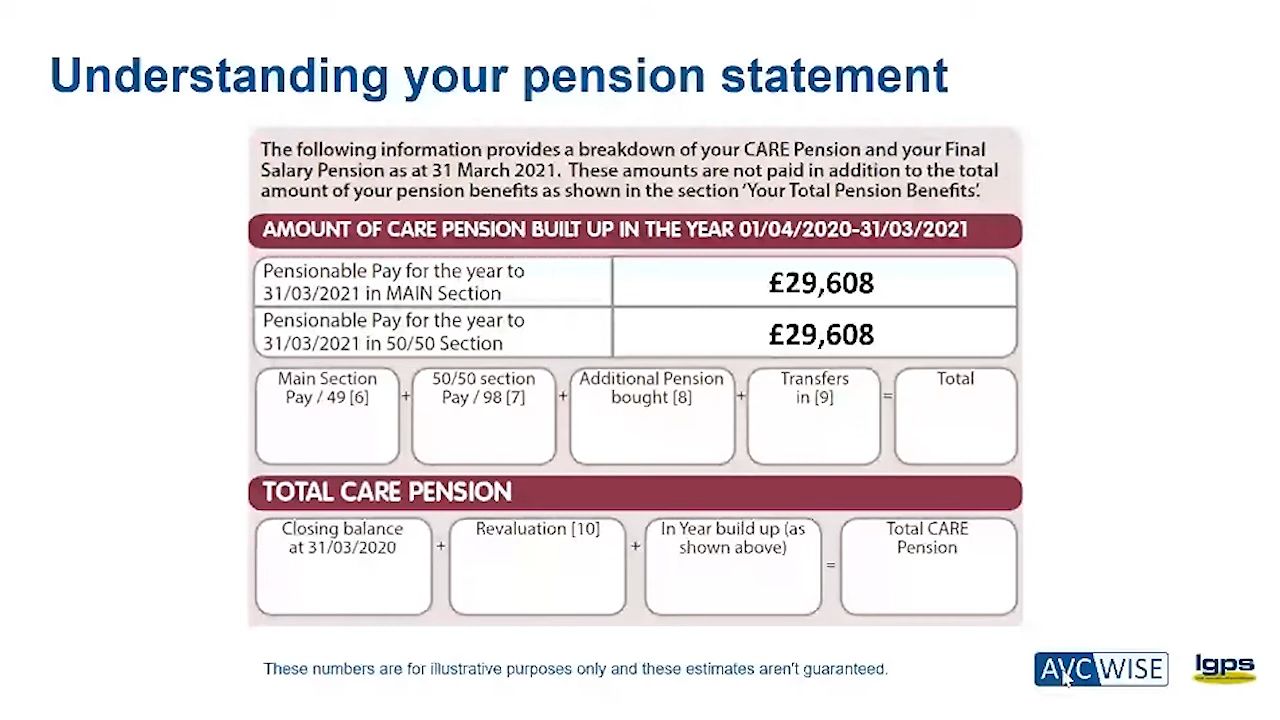 Understanding your pension statement
The following information provides a breakdown of your CARE Pension and your Final
Salary Pension as at 31 March 2021. These amounts are not paid in addition to the total
amount of your pension benefits as shown in the section ‘Your Total Pension Benefits’.
AMOUNT OF CARE PENSION BUILT UP IN THE YEAR 01/04/2020-31/03/2021
Pensionable Pay for the year to
31/03/2021 in MAIN Section
£29,608
Pensionable Pay for the year to
31/03/2021 in 50/50 Section
£29,608
Main Section
Pay / 49 [6]
+
50/50 section
Pay / 98 [7]
+
Additional Pension
bought [8]
+
Transfers
in [9]
=
Total
TOTAL CARE PENSION
Closing balance
at 31/03/2020
+
Revaluation [10]
+
In Year build up (as
shown above)
=
Total CARE
Pension
These numbers are for illustrative purposes only and these estimates aren't guaranteed.
AVC WISE
lgps